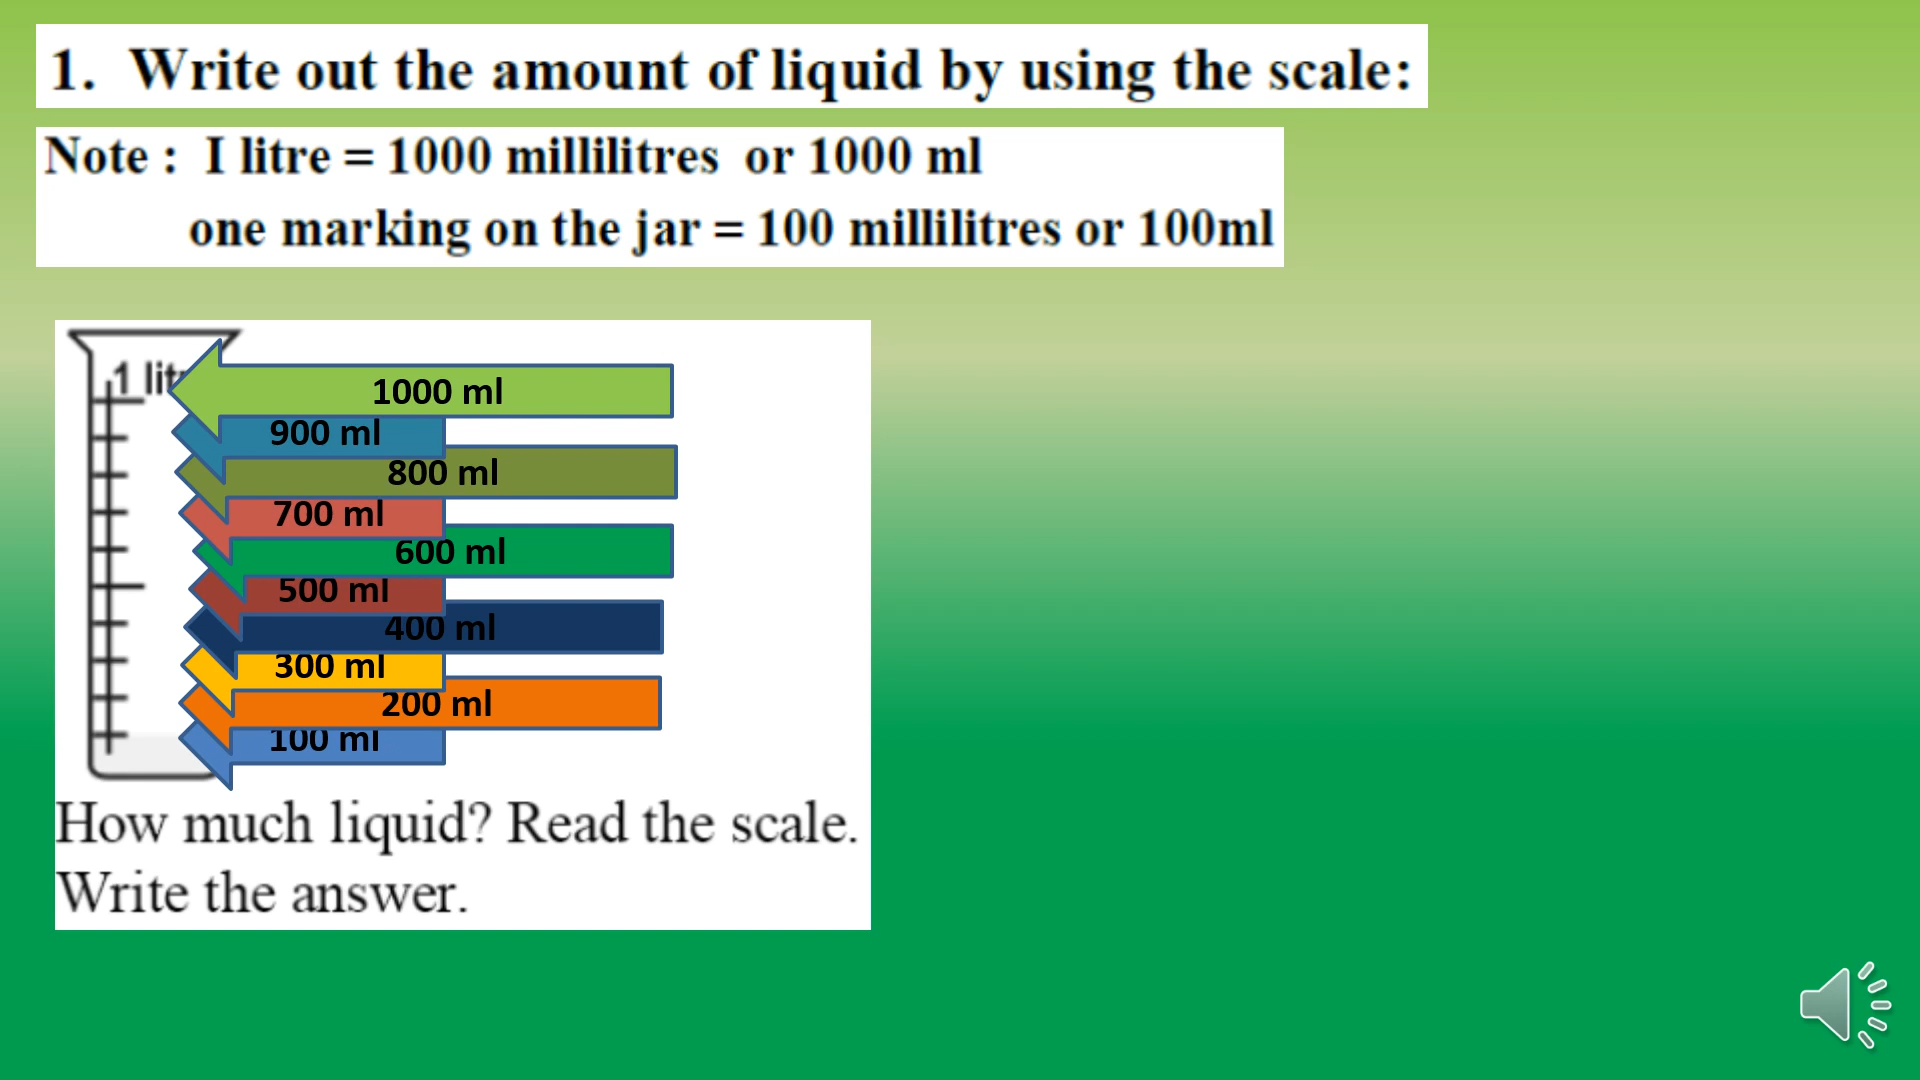 1. Write out the amount of liquid by using the scale:
Note : I litre = 1000 millilitres or 1000 ml
one marking on the jar = 100 millilitres or 100ml
1
1000 ml
900 ml
800 ml
700 ml
600 ml
500 ml
400 ml
300 ml
200 ml
100 ml
How much liquid? Read the scale.
Write the answer.